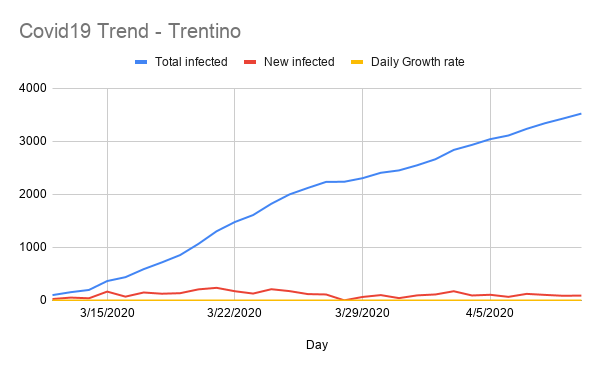 Covid19 Trend - Trentino
Total infected New infected Daily Growth rate
4000
3000
2000
1000
0
3/15/2020 3/22/2020 3/29/2020 4/5/2020
Day